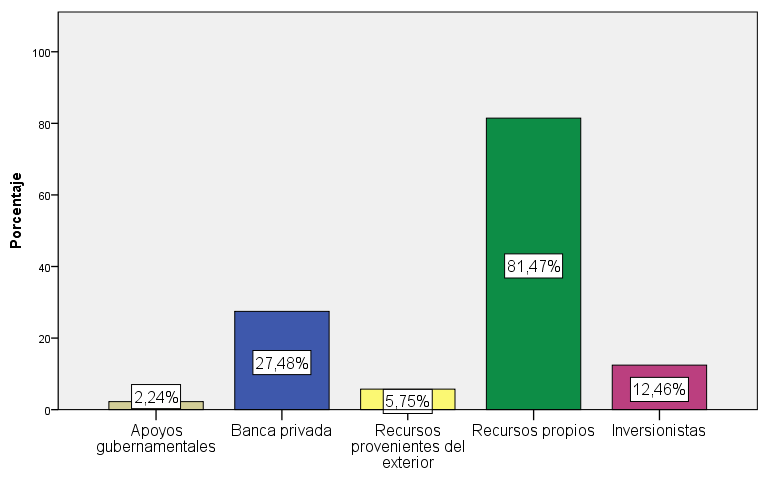 Porcentaje
100
80
60
40
20
0
2,24%
27,48%
5,75%
81,47%
12,46%
Apoyos
gubernamentales
Banca privada
Recursos
provenientes del
exterior
Recursos propios
Inversionistas